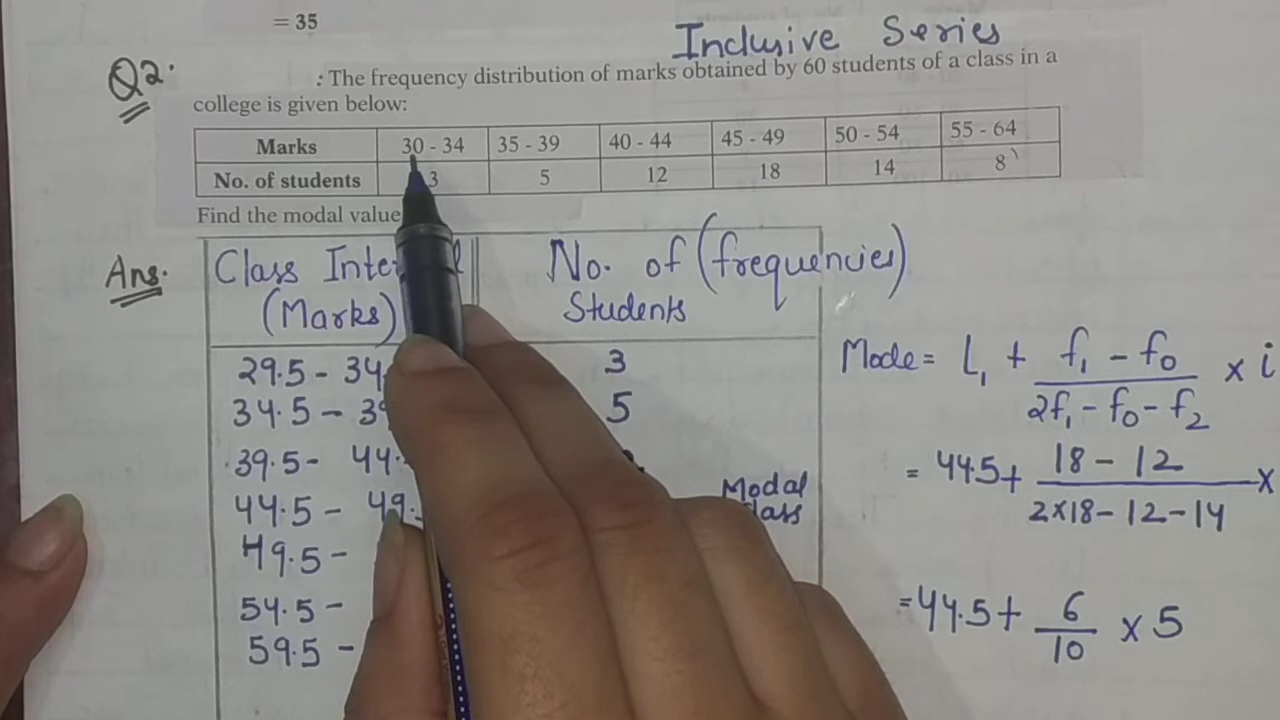 = 35
Inclusive Series
Q2.
: The frequency distribution of marks obtained by 60 students of a class in a
college is given below:
Marks 30 - 34 35 - 39 40 - 44 45 - 49 50 - 54 55 - 64
No. of students 3 5 12 18 14 8
Find the modal value
Ans.
Class No. of (frequencies)
(Marks) Students
29.5 - 34 3
34.5 - 5
39.5 - 44.
44.5 - 49. Modal
49.5 -
54.5 -
59.5 -
Mode = L1 + f1 - f0 / 2f1 - f0 - f2 x i
= 44.5 + 18 - 12 / 2x18 - 12 - 14 x
= 44.5 + 6/10 x 5